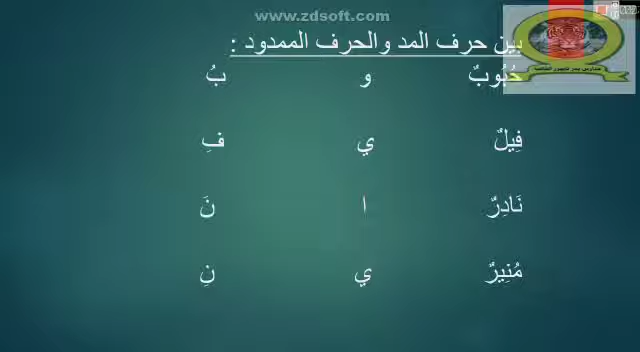 www.zdsoft.com
بين حرف المد والحرف الممدود :
حُبُوبٌ و بُ
فِيلٌ ي فِ
نَادِرٌ ا نَ
مُنِيرٌ ي نِ